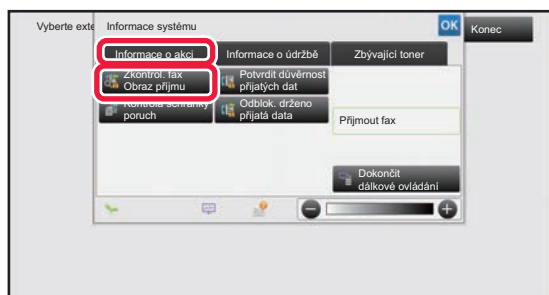 Vyberte exte
Informace systému
OK
Konec
Informace o akci
Informace o údržbě
Zbývající toner
Zkontrol. fax
Obraz příjmu
Potvrdit důvěrnost
přijatých dat
Kontrola schránky
poruch
Odblok. drženo
přijatá data
Přijmout fax
Dokončit
dálkové ovládání